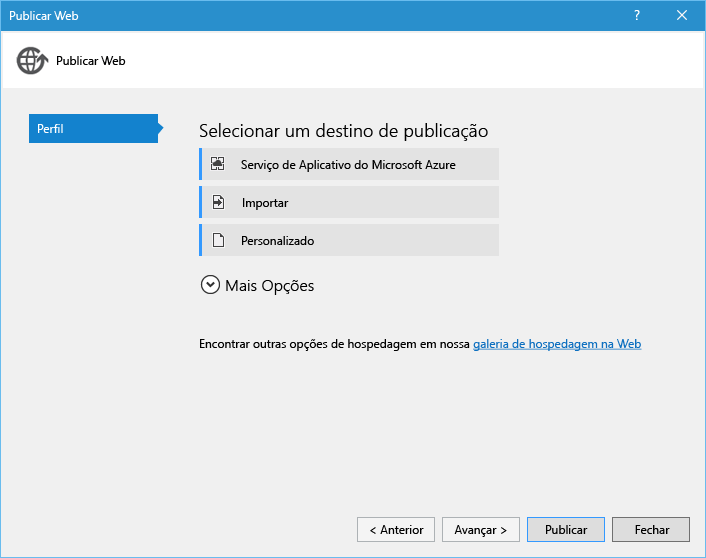 Publicar Web
?
Publicar Web
Perfil
Selecionar um destino de publicação
Serviço de Aplicativo do Microsoft Azure
Importar
Personalizado
Mais Opções
Encontrar outras opções de hospedagem em nossa galeria de hospedagem na Web
< Anterior
Avançar >
Publicar
Fechar